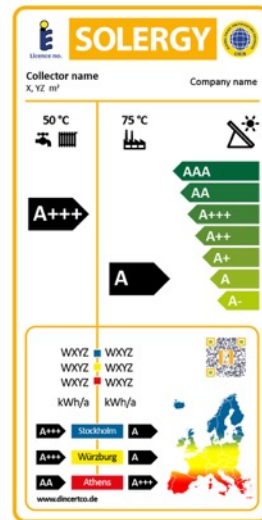 SOLERGY
Licence no.
Collector name
X, YZ m²
Company name
50 °C
75 °C
AAA
AA
A+++
A+++
A++
A+
A
A
A-
WXYZ WXYZ
WXYZ WXYZ
WXYZ WXYZ
kWh/a kWh/a
A+++ Stockholm A
A+++ Würzburg A
AA Athens A+++
www.dincertco.de